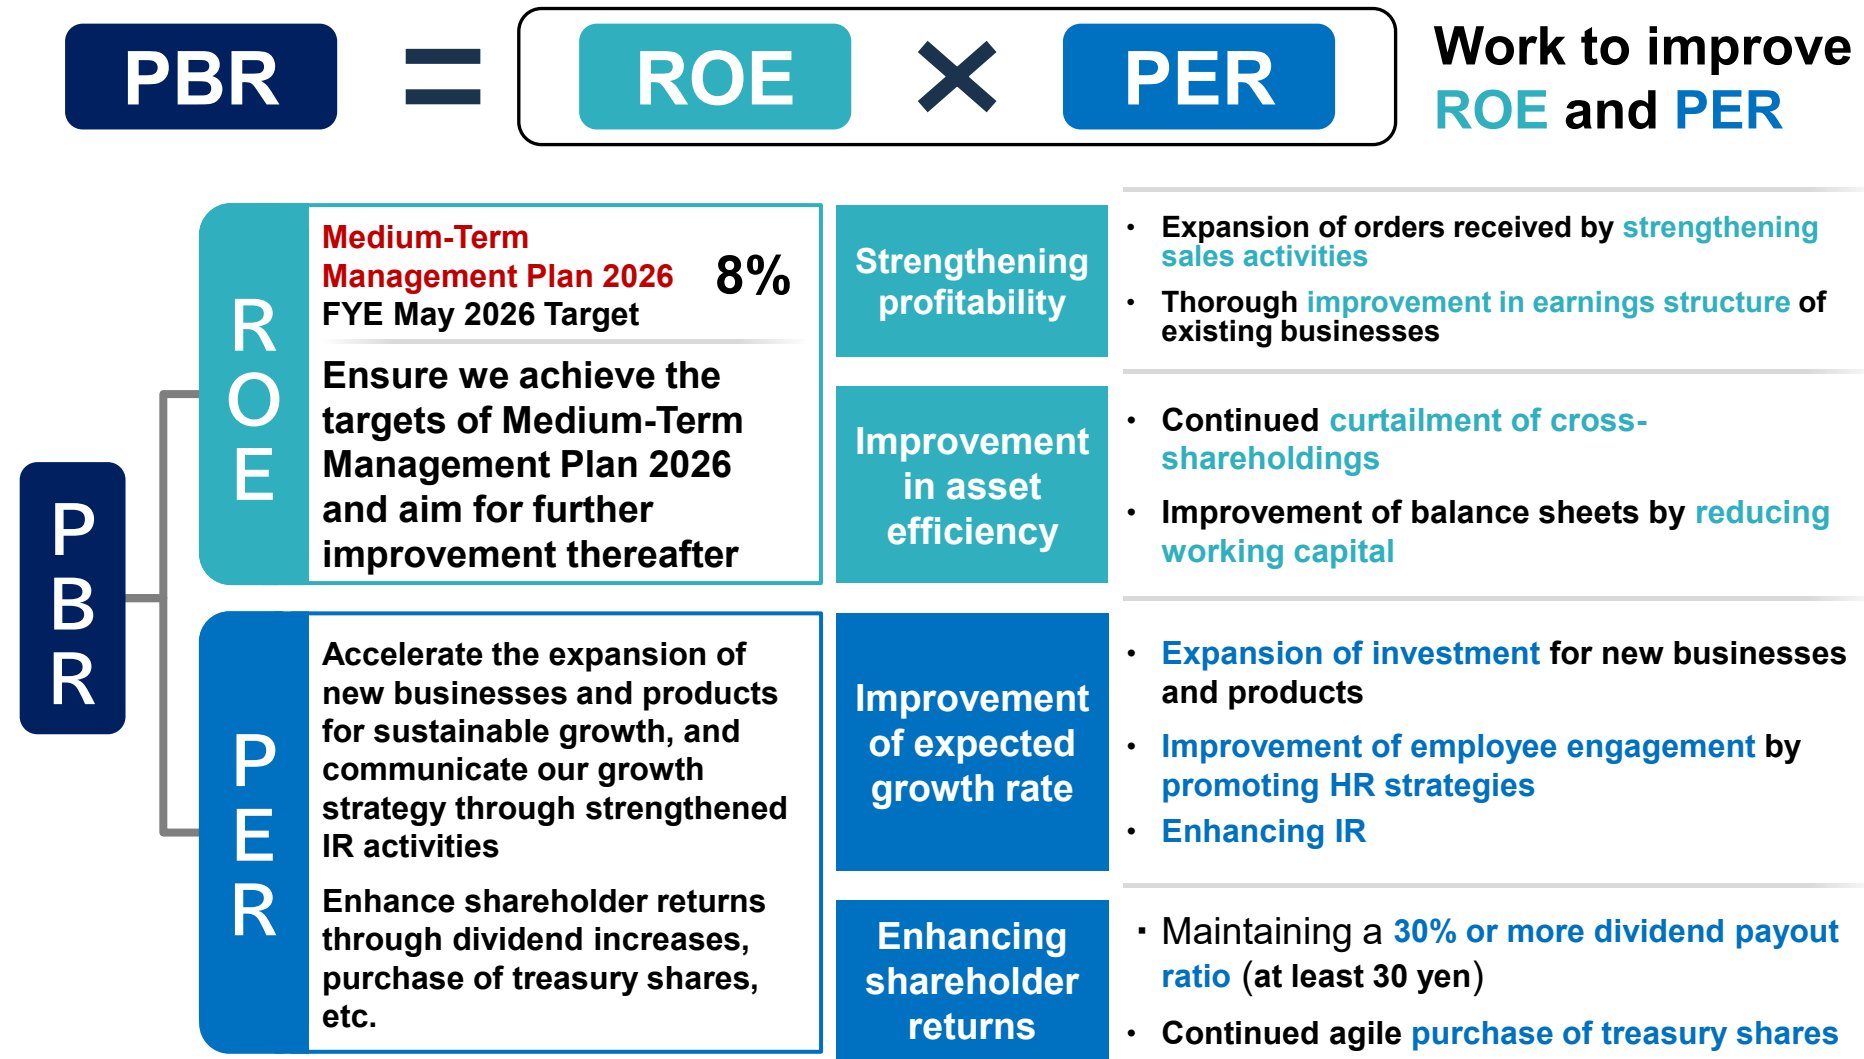 PBR = ROE × PER
Work to improve
ROE and PER
PBR
ROE
Medium-Term
Management Plan 2026
FYE May 2026 Target
8%
Ensure we achieve the
targets of Medium-Term
Management Plan 2026
and aim for further
improvement thereafter
Strengthening
profitability
・ Expansion of orders received by strengthening
sales activities
・ Thorough improvement in earnings structure of
existing businesses
Improvement
in asset
efficiency
・ Continued curtailment of cross-
shareholdings
・ Improvement of balance sheets by reducing
working capital
PER
Accelerate the expansion of
new businesses and products
for sustainable growth, and
communicate our growth
strategy through strengthened
IR activities
Enhance shareholder returns
through dividend increases,
purchase of treasury shares,
etc.
Improvement
of expected
growth rate
・ Expansion of investment for new businesses
and products
・ Improvement of employee engagement by
promoting HR strategies
・ Enhancing IR
Enhancing
shareholder
returns
・ Maintaining a 30% or more dividend payout
ratio (at least 30 yen)
・ Continued agile purchase of treasury shares